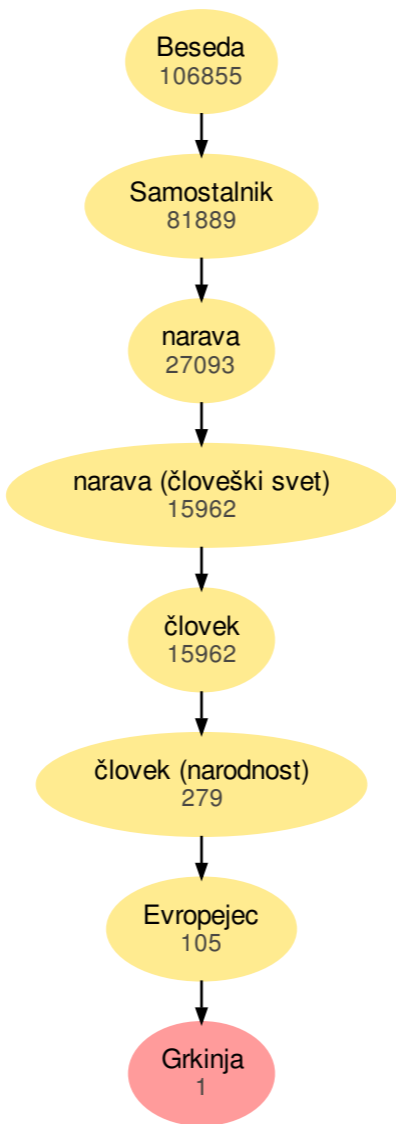 Beseda
106855
Samostalnik
81889
narava
27093
narava (človeški svet)
15962
človek
15962
človek (narodnost)
279
Evropejec
105
Grkinja
1